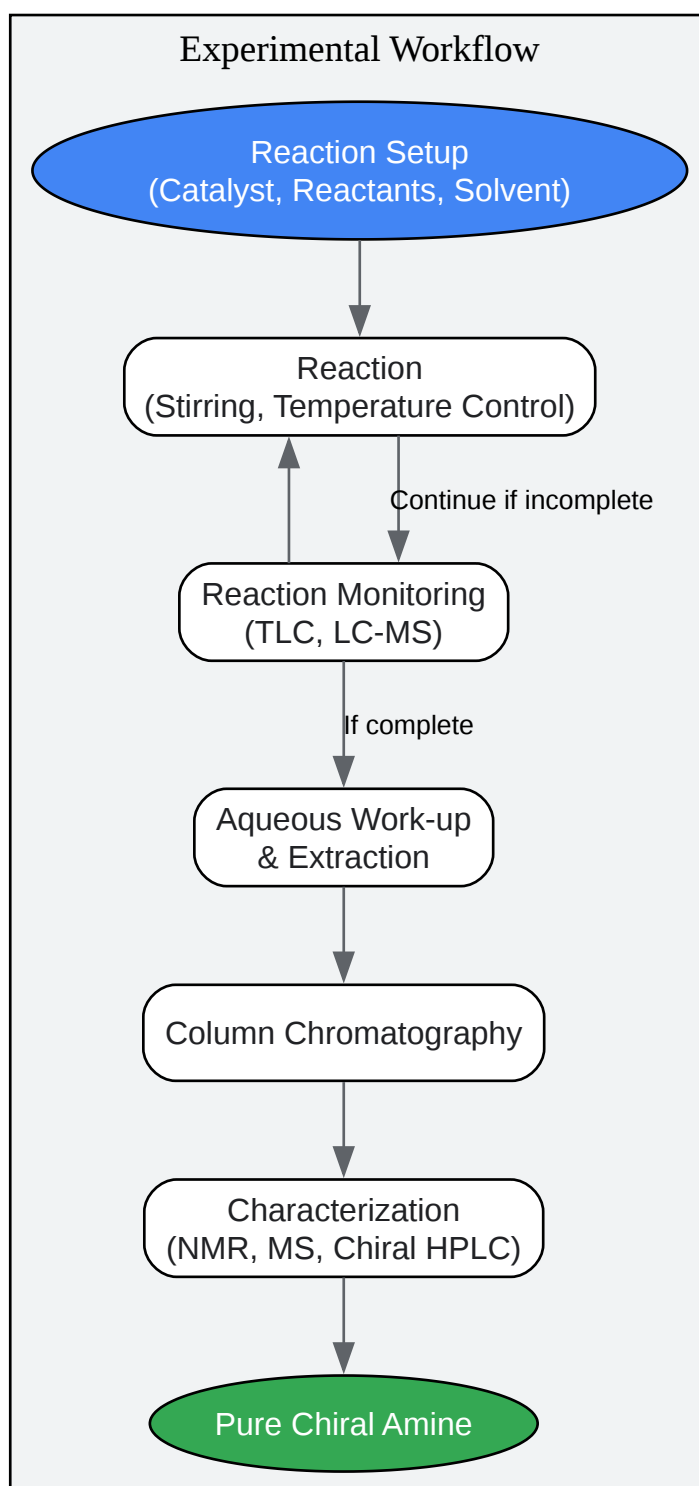 Experimental Workflow
Reaction Setup
(Catalyst, Reactants, Solvent)
Reaction
(Stirring, Temperature Control)
Continue if incomplete
Reaction Monitoring
(TLC, LC-MS)
If complete
Aqueous Work-up
& Extraction
Column Chromatography
Characterization
(NMR, MS, Chiral HPLC)
Pure Chiral Amine